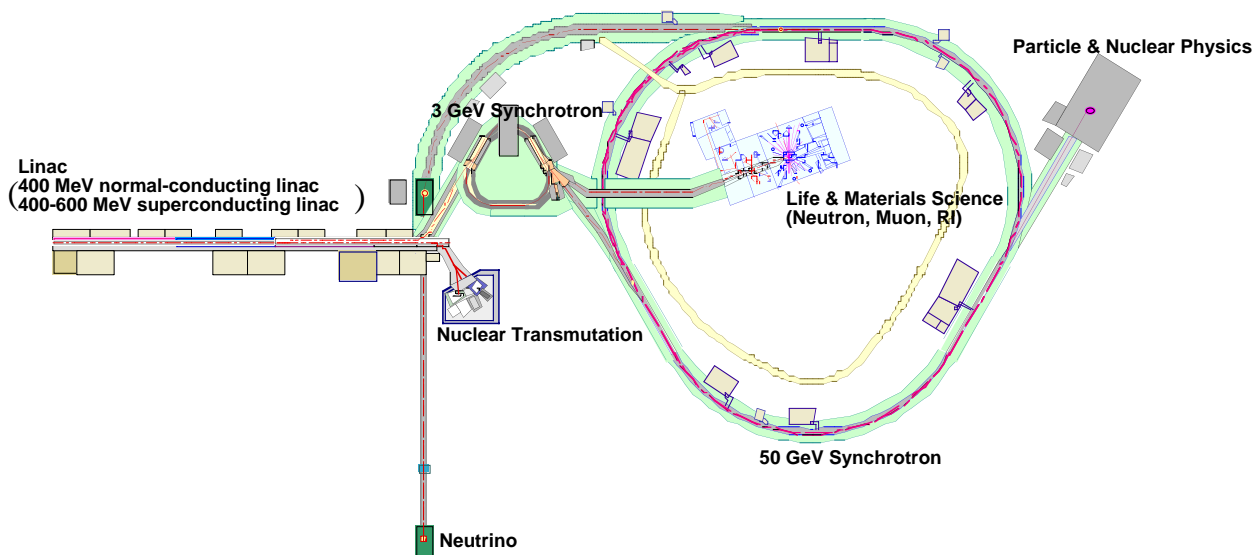 Particle & Nuclear Physics
3 GeV Synchrotron
Linac
(400 MeV normal-conducting linac
400-600 MeV superconducting linac)
Life & Materials Science
(Neutron, Muon, RI)
Nuclear Transmutation
50 GeV Synchrotron
Neutrino